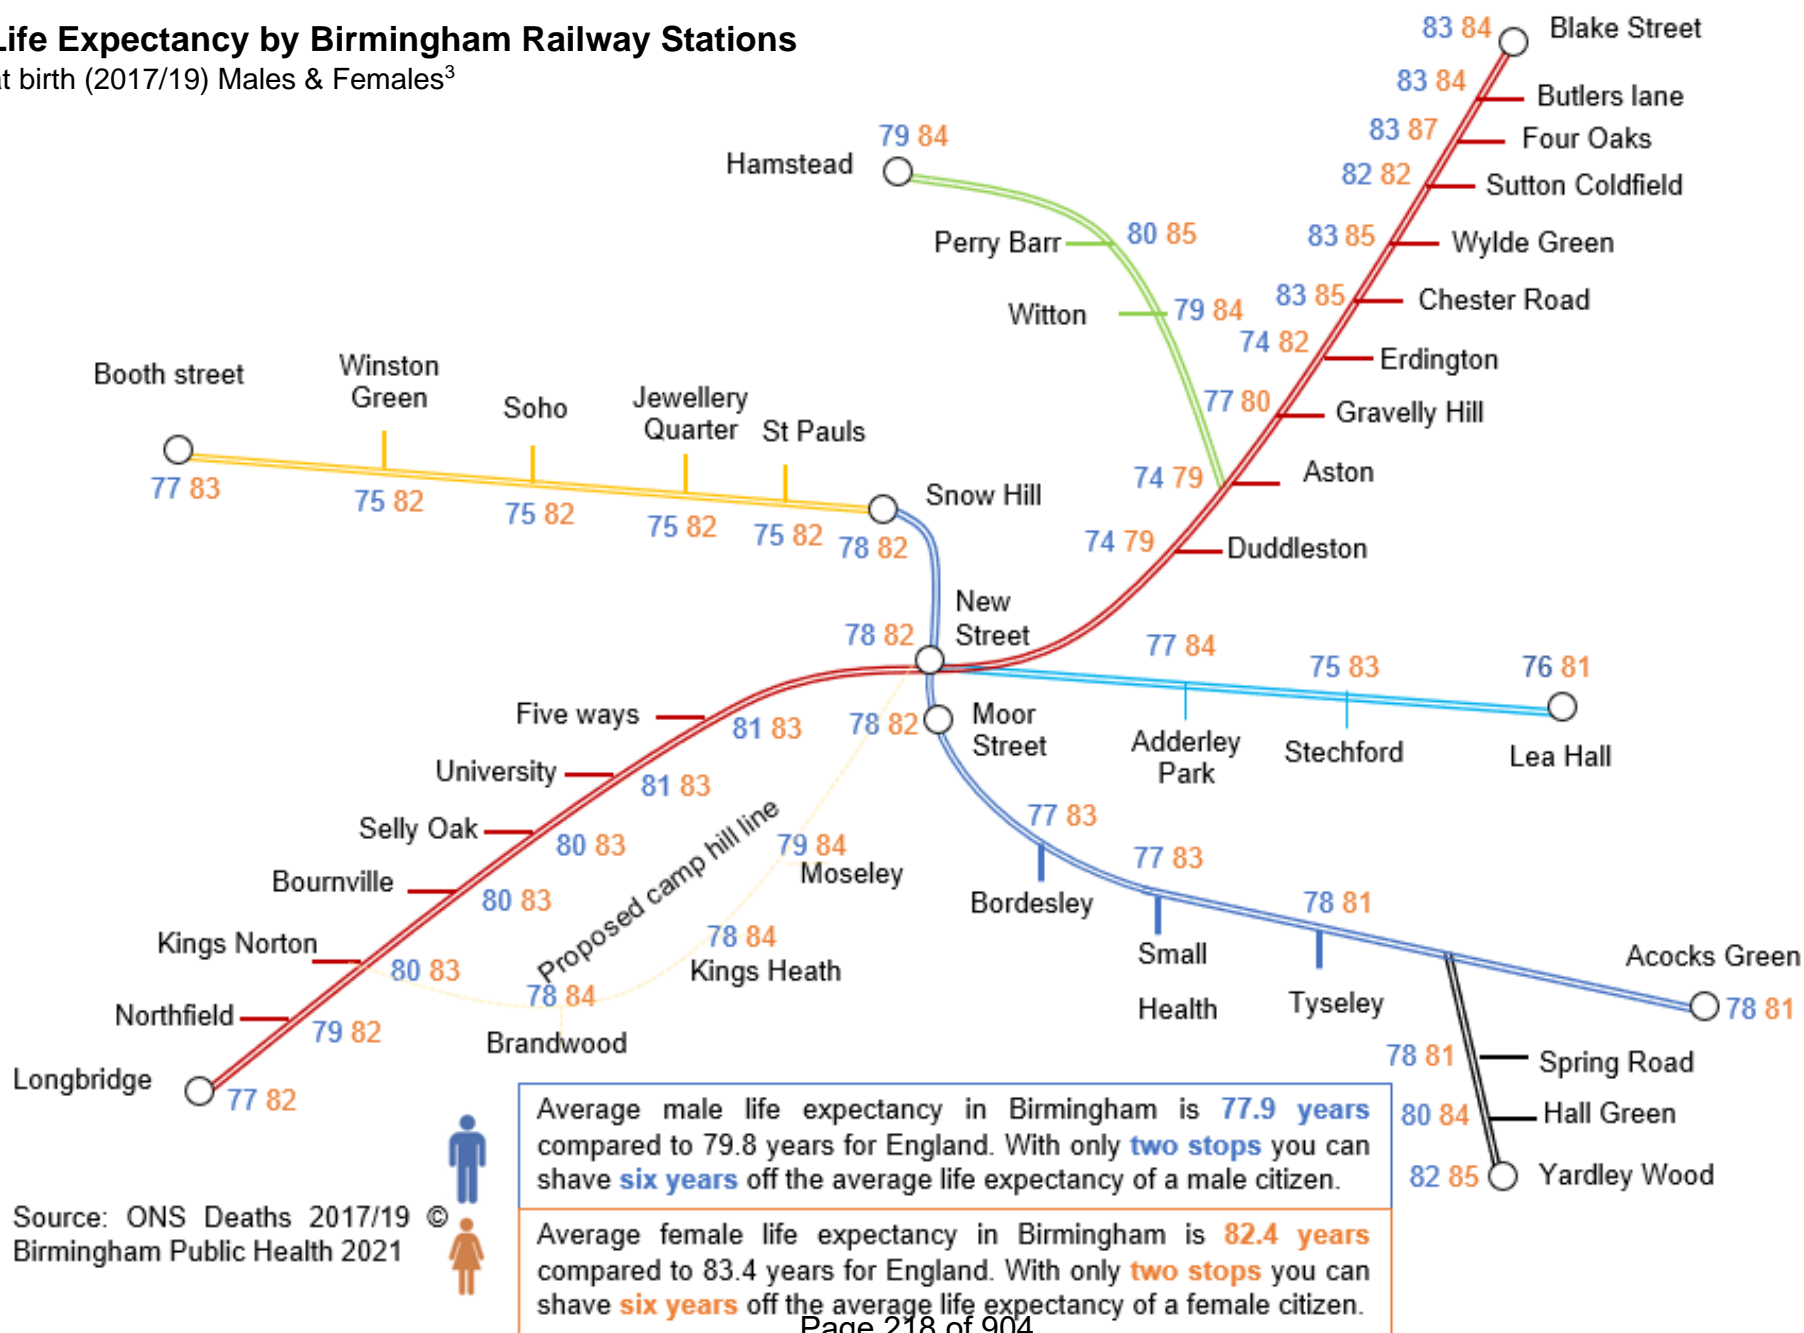 Life Expectancy by Birmingham Railway Stations
at birth (2017/19) Males & Females³
83 84 Blake Street
83 84 Butlers lane
83 87 Four Oaks
82 82 Sutton Coldfield
83 85 Wylde Green
83 85 Chester Road
74 82 Erdington
77 80 Gravelly Hill
74 79 Aston
74 79 Duddleston
79 84
Hamstead
Perry Barr 80 85
Witton 79 84
Booth street
77 83
Winston
Green
75 82
Soho
75 82
Jewellery
Quarter
75 82
St Pauls
75 82
Snow Hill
78 82
New
Street
78 82
77 84
Adderley
Park
75 83
Stechford
76 81
Lea Hall
78 82 Moor
Street
Five ways 81 83
University 81 83
Selly Oak 80 83
Bournville 80 83
Kings Norton 80 83
Northfield 79 82
Longbridge 77 82
Proposed camp hill line
79 84
Moseley
78 84
Kings Heath
78 84
Brandwood
77 83
Bordesley
77 83
Small
Health
78 81
Tyseley
Acocks Green
78 81
78 81 Spring Road
80 84 Hall Green
82 85 Yardley Wood
Average male life expectancy in Birmingham is 77.9 years
compared to 79.8 years for England. With only two stops you can
shave six years off the average life expectancy of a male citizen.
Average female life expectancy in Birmingham is 82.4 years
compared to 83.4 years for England. With only two stops you can
shave six years off the average life expectancy of a female citizen.
Source: ONS Deaths 2017/19 ©
Birmingham Public Health 2021
Page 218 of 904